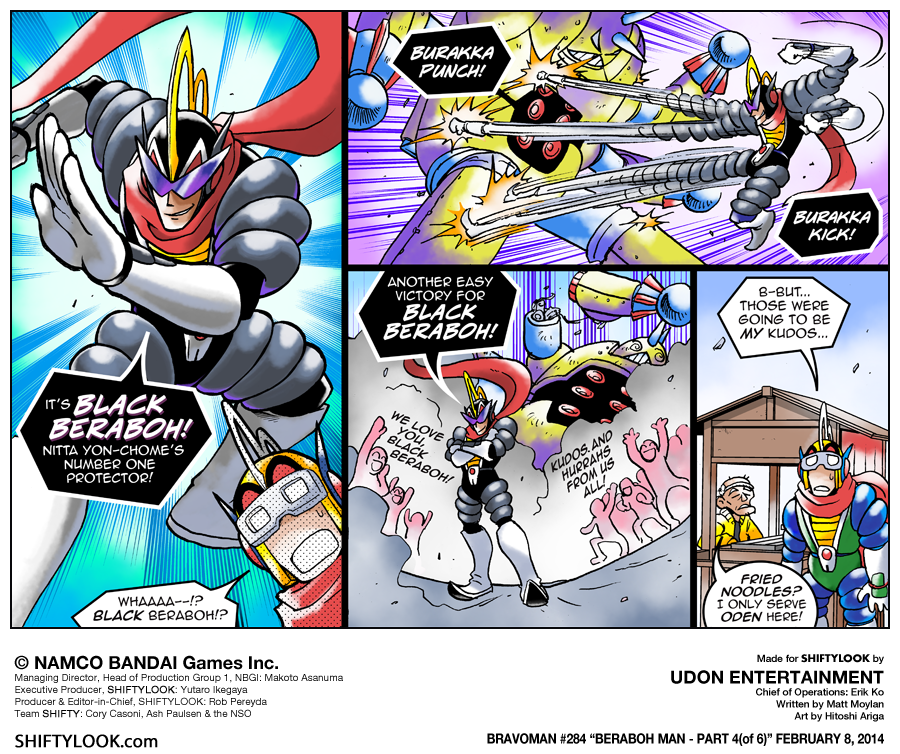 IT'S BLACK
BERABOH!
NITTA YON-CHOME'S
NUMBER ONE
PROTECTOR!
WHAAAA--!?
BLACK BERABOH!?
BURAKKA
PUNCH!
BURAKKA
KICK!
ANOTHER EASY
VICTORY FOR
BLACK
BERABOH!
WE LOVE
YOU,
BLACK
BERABOH!
KUDOS AND
HURRAHS
FROM US
ALL!
B-BUT...
THOSE WERE
GOING TO BE
MY KUDOS...
FRIED
NOODLES?
I ONLY SERVE
ODEN HERE!
© NAMCO BANDAI Games Inc.
Managing Director, Head of Production Group 1, NBGI: Makoto Asanuma
Executive Producer, SHIFTYLOOK: Yutaro Ikegaya
Producer & Editor-in-Chief, SHIFTYLOOK: Rob Pereyda
Team SHIFTY: Cory Casoni, Ash Paulsen & the NSO
SHIFTYLOOK.com
Made for SHIFTYLOOK by
UDON ENTERTAINMENT
Chief of Operations: Erik Ko
Written by Matt Moylan
Art by Hitoshi Ariga
BRAVOMAN #284 “BERABOH MAN - PART 4(of 6)” FEBRUARY 8, 2014